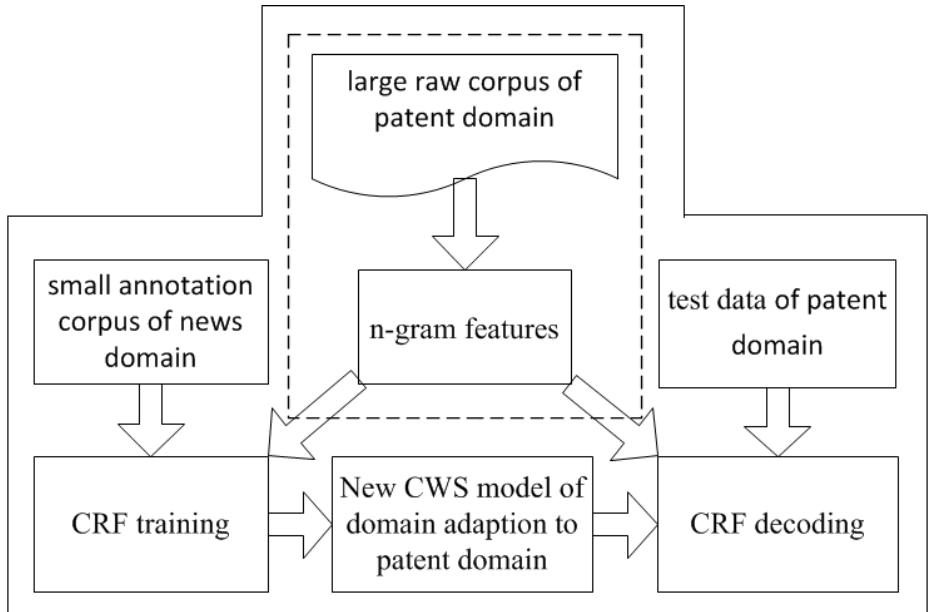 large raw corpus of
patent domain
small annotation
corpus of news
domain
n-gram features
test data of patent
domain
CRF training
New CWS model of
domain adaption to
patent domain
CRF decoding